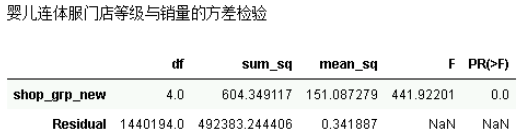 婴儿连体服门店等级与销量的方差检验
df sum_sq mean_sq F PR(>F)
shop_grp_new 4.0 604.349117 151.087279 441.92201 0.0
Residual 1440194.0 492383.244406 0.341887 NaN NaN